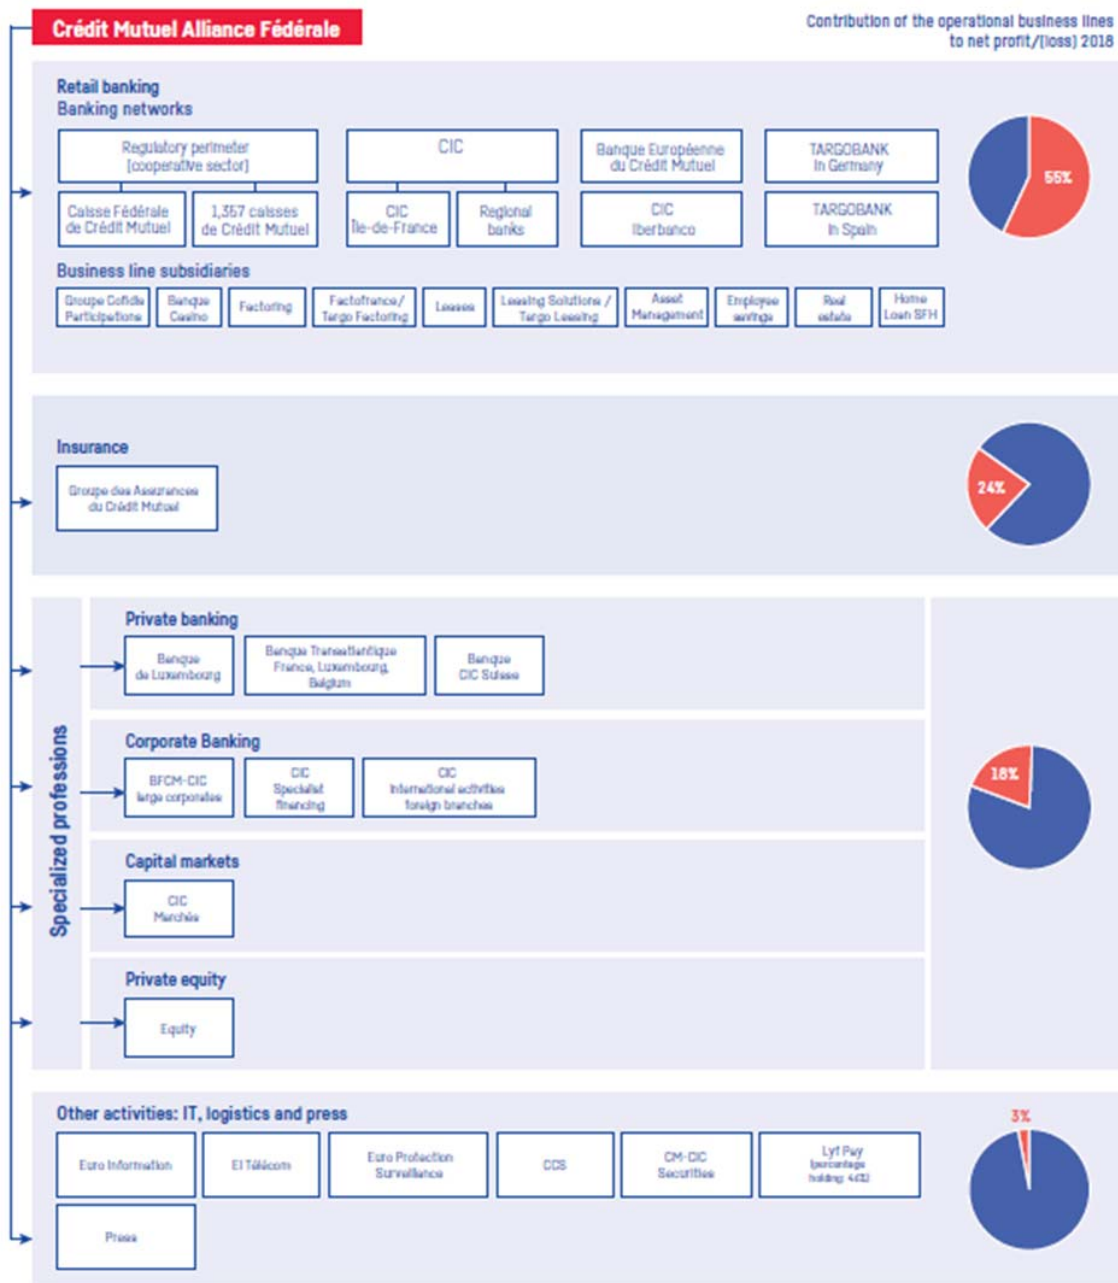 Crédit Mutuel Alliance Fédérale
Contribution of the operational business lines
to net profit/(loss) 2018
Retail banking
Banking networks
Regulatory perimeter
(cooperative sector)
CIC
Banque Européenne
du Crédit Mutuel
TARGOBANK
In Germany
Caisse Fédérale
de Crédit Mutuel
1,357 caisses
de Crédit Mutuel
CIC
Île-de-France
Regional
banks
CIC
Iberbanco
TARGOBANK
In Spain
55%
Business line subsidiaries
Groupe Cofidis
Participations
Banque
Casino
Factoring
Factofrance /
Targo Factoring
Leases
Leasing Solutions /
Targo Leasing
Asset
Management
Employee
savings
Real
estate
Home
Loan SFH
Insurance
Groupe des Assurances
du Crédit Mutuel
24%
Specialized professions
Private banking
Banque
de Luxembourg
Banque Transatlantique
France, Luxembourg,
Belgium
Banque
CIC Suisse
Corporate Banking
BFCM-CIC
large corporates
CIC
Specialist
financing
CIC
International activities
foreign branches
18%
Capital markets
CIC
Marchés
Private equity
Equity
Other activities: IT, logistics and press
Euro Information
EI Télécom
Euro Protection
Surveillance
CCS
CM-CIC
Securities
Lyf Pay
(percentage
holding:
Press
3%